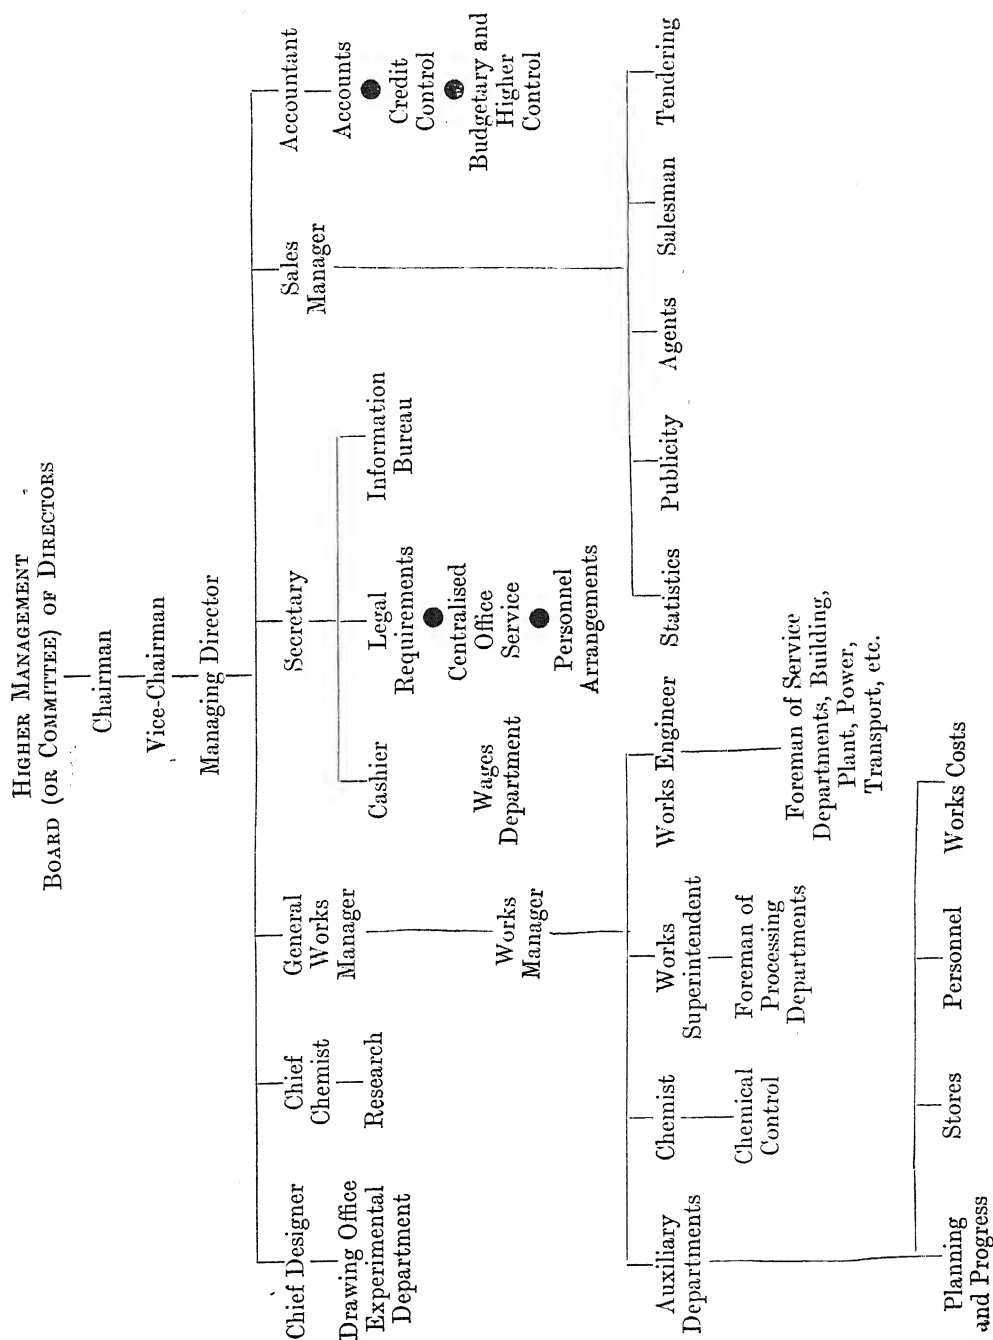 HIGHER MANAGEMENT
BOARD (OR COMMITTEE) OF DIRECTORS
Chairman
Vice-Chairman
Managing Director
Chief Designer
Drawing Office
Experimental
Department
Chief
Chemist
Research
General
Works
Manager
Works
Manager
Secretary
Cashier
Wages
Department
Legal
Requirements
Centralised
Office
Service
Personnel
Arrangements
Information
Bureau
Sales
Manager
Accountant
Accounts
Credit
Control
Budgetary and
Higher
Control
Auxiliary
Departments
Chemist
Chemical
Control
Works
Superintendent
Foreman of
Processing
Departments
Works Engineer
Foreman of Service
Departments, Building,
Plant, Power,
Transport, etc.
Statistics
Publicity
Agents
Salesman
Tendering
Planning
and Progress
Stores
Personnel
Works Costs